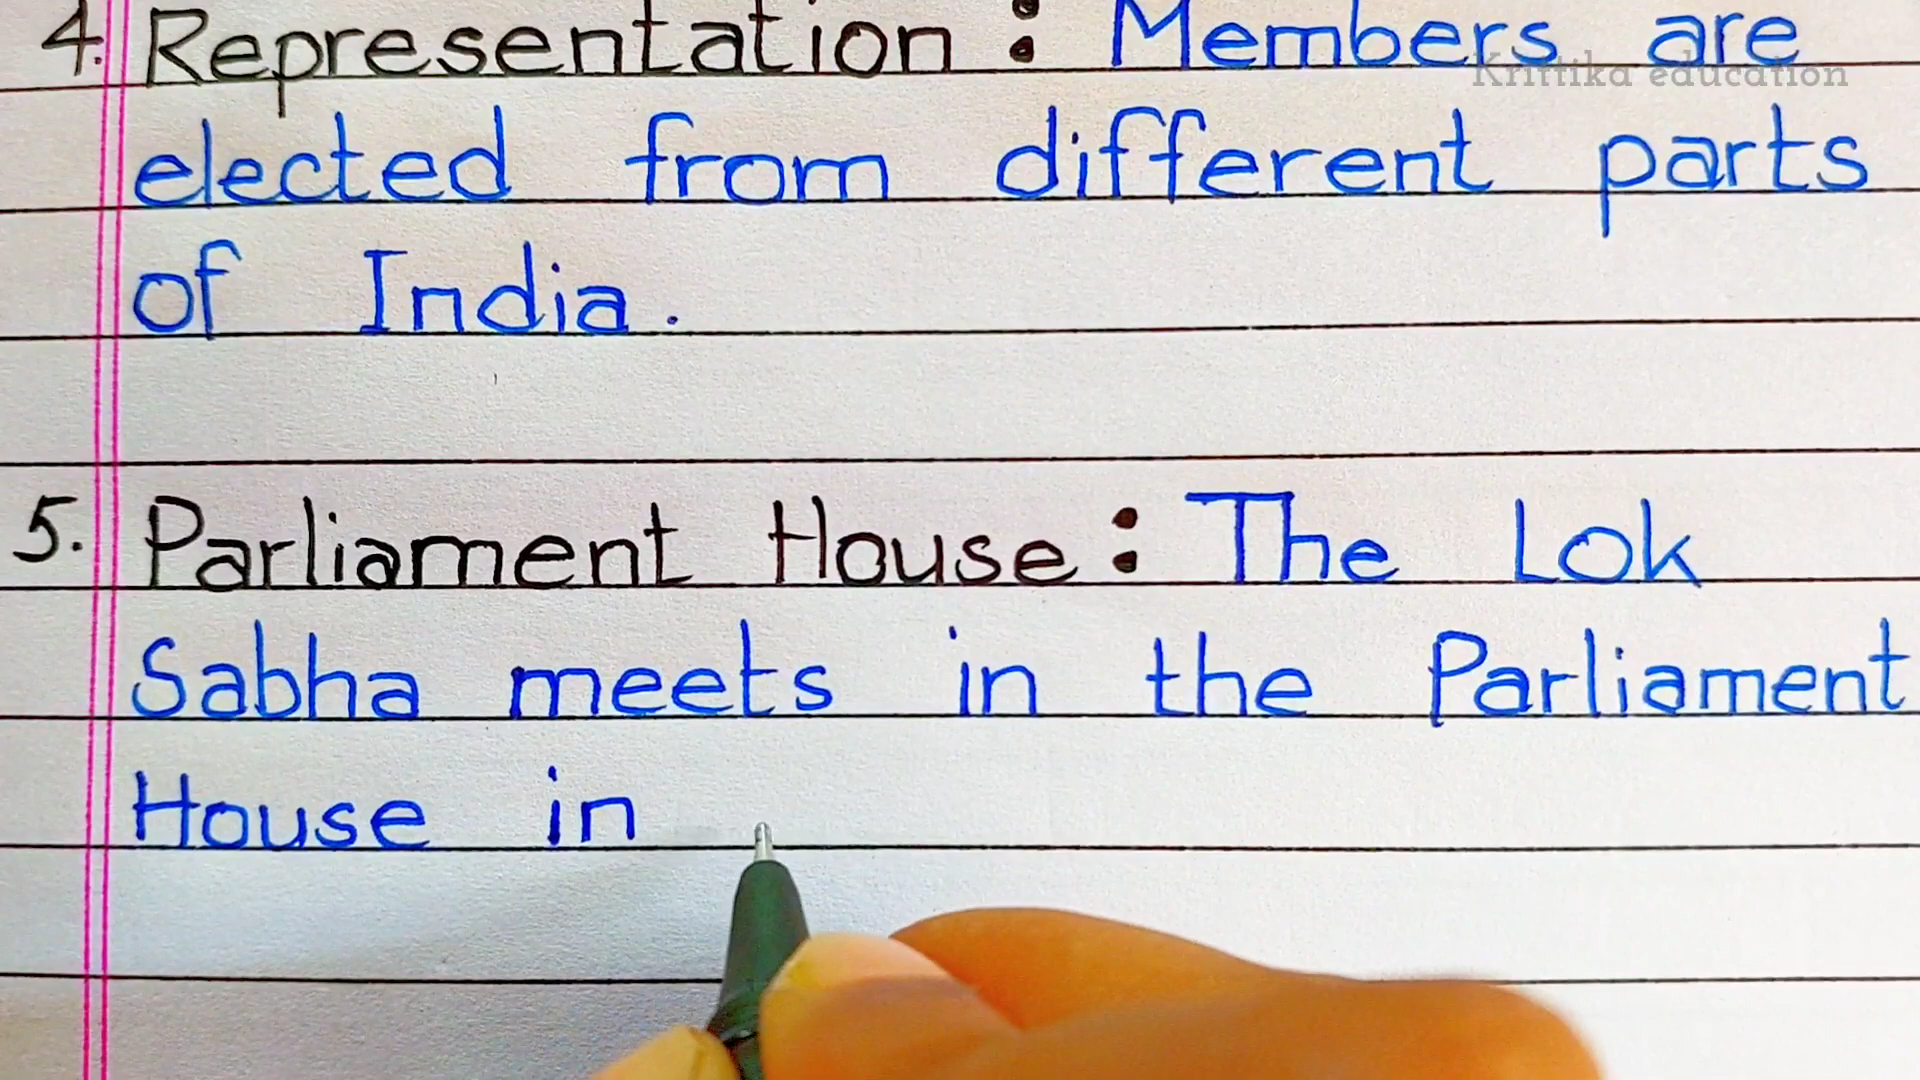 4. Representation : Members are
Krittika education
elected from different parts
of India.
5. Parliament House : The Lok
Sabha meets in the Parliament
House in